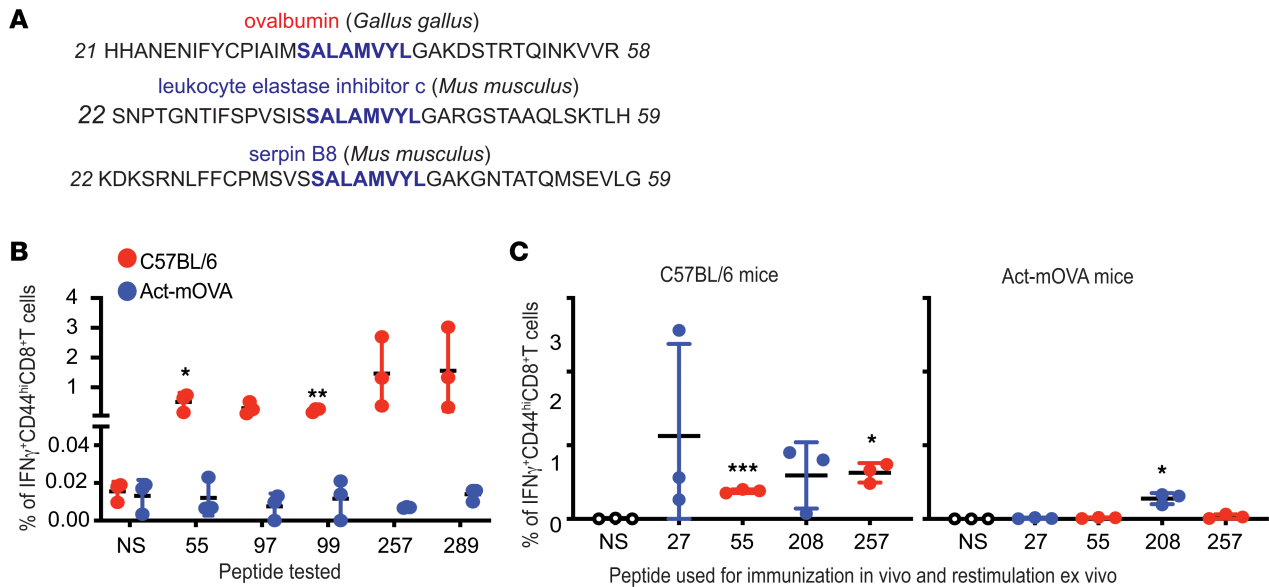 A
ovalbumin (Gallus gallus)
21 HHANENIFYCPIAIMSALAMVYLGAKDSTRTQINKVVR 58
leukocyte elastase inhibitor c (Mus musculus)
22 SNPTGNTIFSPVSISSALAMVYLGARGSTAAQLSKTLH 59
serpin B8 (Mus musculus)
22 KDKSRNLFFCPMSVSSALAMVYLGAKGNTATQMSEVLG 59
B
C57BL/6
Act-mOVA
% of IFNγ⁺CD44ʰⁱCD8⁺T cells
4
3
2
1
0.04
0.02
0.00
*
**
NS 55 97 99 257 289
Peptide tested
C
C57BL/6 mice
Act-mOVA mice
% of IFNγ⁺CD44ʰⁱCD8⁺T cells
3
2
1
0
***
*
*
NS 27 55 208 257
NS 27 55 208 257
Peptide used for immunization in vivo and restimulation ex vivo